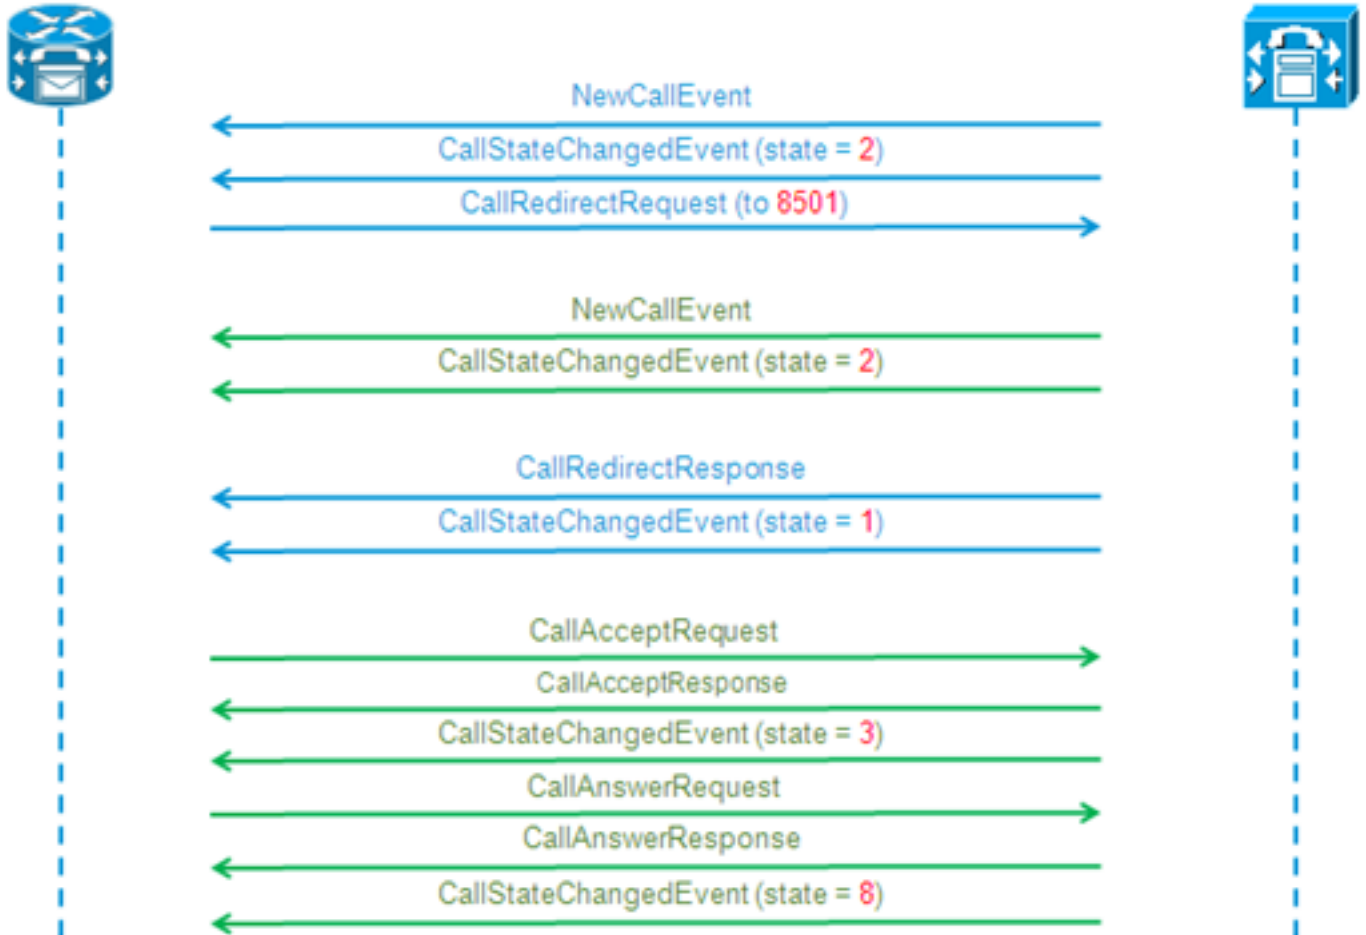 NewCallEvent
CallStateChangedEvent (state = 2)
CallRedirectRequest (to 8501)
NewCallEvent
CallStateChangedEvent (state = 2)
CallRedirectResponse
CallStateChangedEvent (state = 1)
CallAcceptRequest
CallAcceptResponse
CallStateChangedEvent (state = 3)
CallAnswerRequest
CallAnswerResponse
CallStateChangedEvent (state = 8)